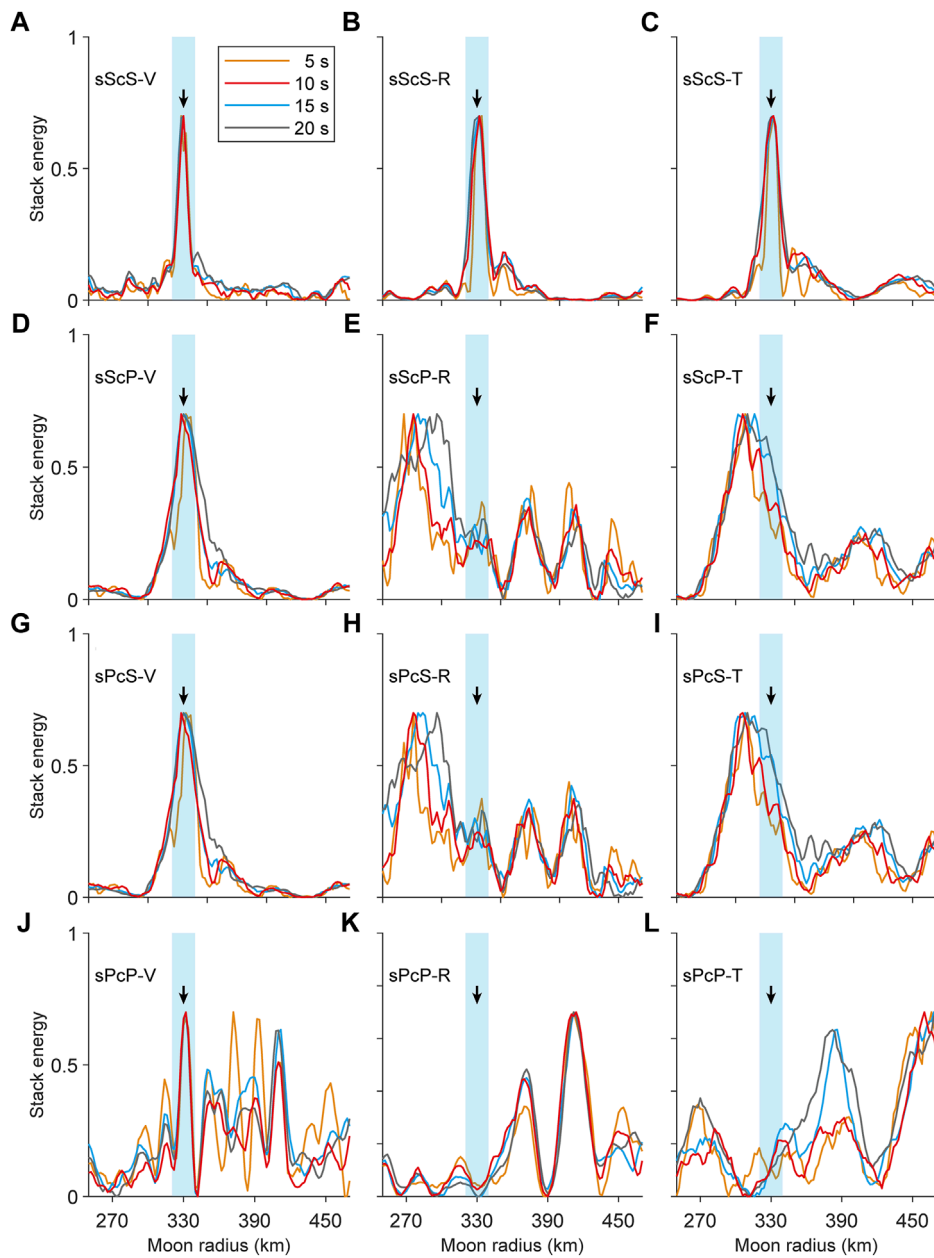 A B C
1
sScS-V sScS-R sScS-T
5 s
10 s
15 s
20 s
0.5
Stack energy
0
D E F
1
sScP-V sScP-R sScP-T
0.5
Stack energy
0
G H I
1
sPcS-V sPcS-R sPcS-T
0.5
Stack energy
0
J K L
1
sPcP-V sPcP-R sPcP-T
0.5
Stack energy
0
270 330 390 450 270 330 390 450 270 330 390 450
Moon radius (km) Moon radius (km) Moon radius (km)